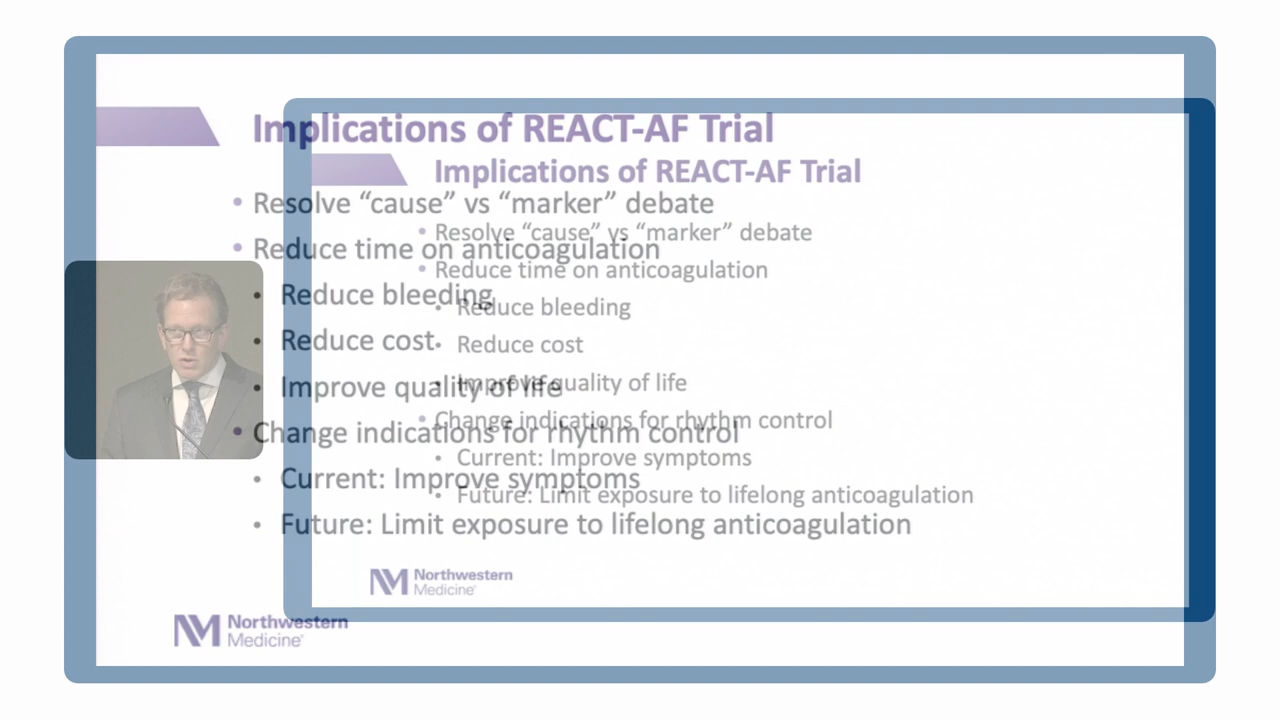 Implications of REACT-AF Trial
• Resolve “cause” vs “marker” debate
• Reduce time on anticoagulation
• Reduce bleeding
• Reduce cost
• Improve quality of life
• Change indications for rhythm control
• Current: Improve symptoms
• Future: Limit exposure to lifelong anticoagulation
Northwestern
Medicine®
Implications of REACT-AF Trial
• Resolve “cause” vs “marker” debate
• Reduce time on anticoagulation
• Reduce bleeding
• Reduce cost
• Improve quality of life
• Change indications for rhythm control
• Current: Improve symptoms
• Future: Limit exposure to lifelong anticoagulation
Northwestern
Medicine®